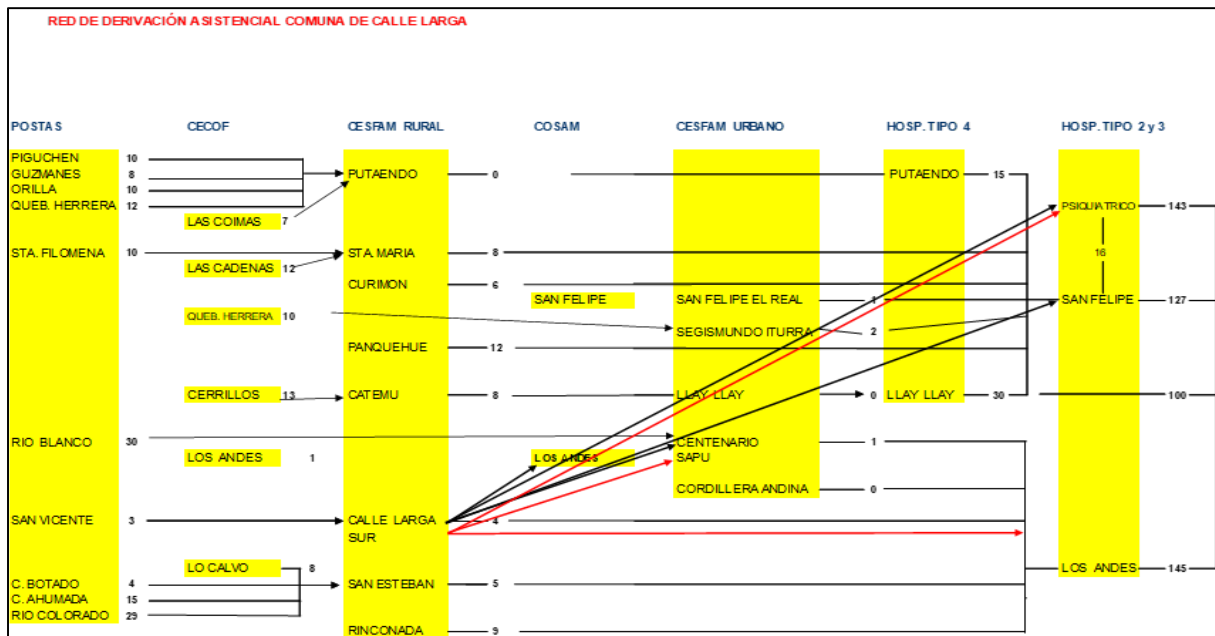 RED DE DERIVACIÓN ASISTENCIAL COMUNA DE CALLE LARGA
POSTAS CECOF CESFAM RURAL COSAM CESFAM URBANO HOSP. TIPO 4 HOSP. TIPO 2 y 3
PIGUCHEN 10
GUZMANES 8 PUTAENDO 0 PUTAENDO 15
ORILLA 10
QUEB. HERRERA 12 PSIQUIATRICO 143
LAS COIMAS 7
STA. FILOMENA 10 STA. MARIA 8 16
LAS CADENAS 12
CURIMON 6
SAN FELIPE SAN FELIPE EL REAL 1 SAN FELIPE 127
QUEB. HERRERA 10
SEGISMUNDO ITURRA 2
PANQUEHUE 12
CERRILLOS 13 CATEMU 8 LLAY LLAY 0 LLAY LLAY 30 100
RIO BLANCO 30 CENTENARIO 1
LOS ANDES 1 LOS ANDES SAPU
CORDILLERA ANDINA 0
SAN VICENTE 3 CALLE LARGA 4
SUR
LO CALVO 8 LOS ANDES 145
C. BOTADO 4 SAN ESTEBAN 5
C. AHUMADA 15
RIO COLORADO 29
RINCONADA 9